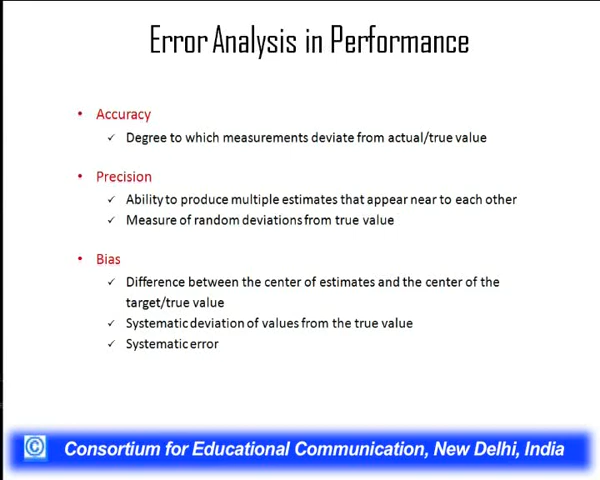 Error Analysis in Performance
• Accuracy
✓ Degree to which measurements deviate from actual/true value
• Precision
✓ Ability to produce multiple estimates that appear near to each other
✓ Measure of random deviations from true value
• Bias
✓ Difference between the center of estimates and the center of the
target/true value
✓ Systematic deviation of values from the true value
✓ Systematic error
© Consortium for Educational Communication, New Delhi, India